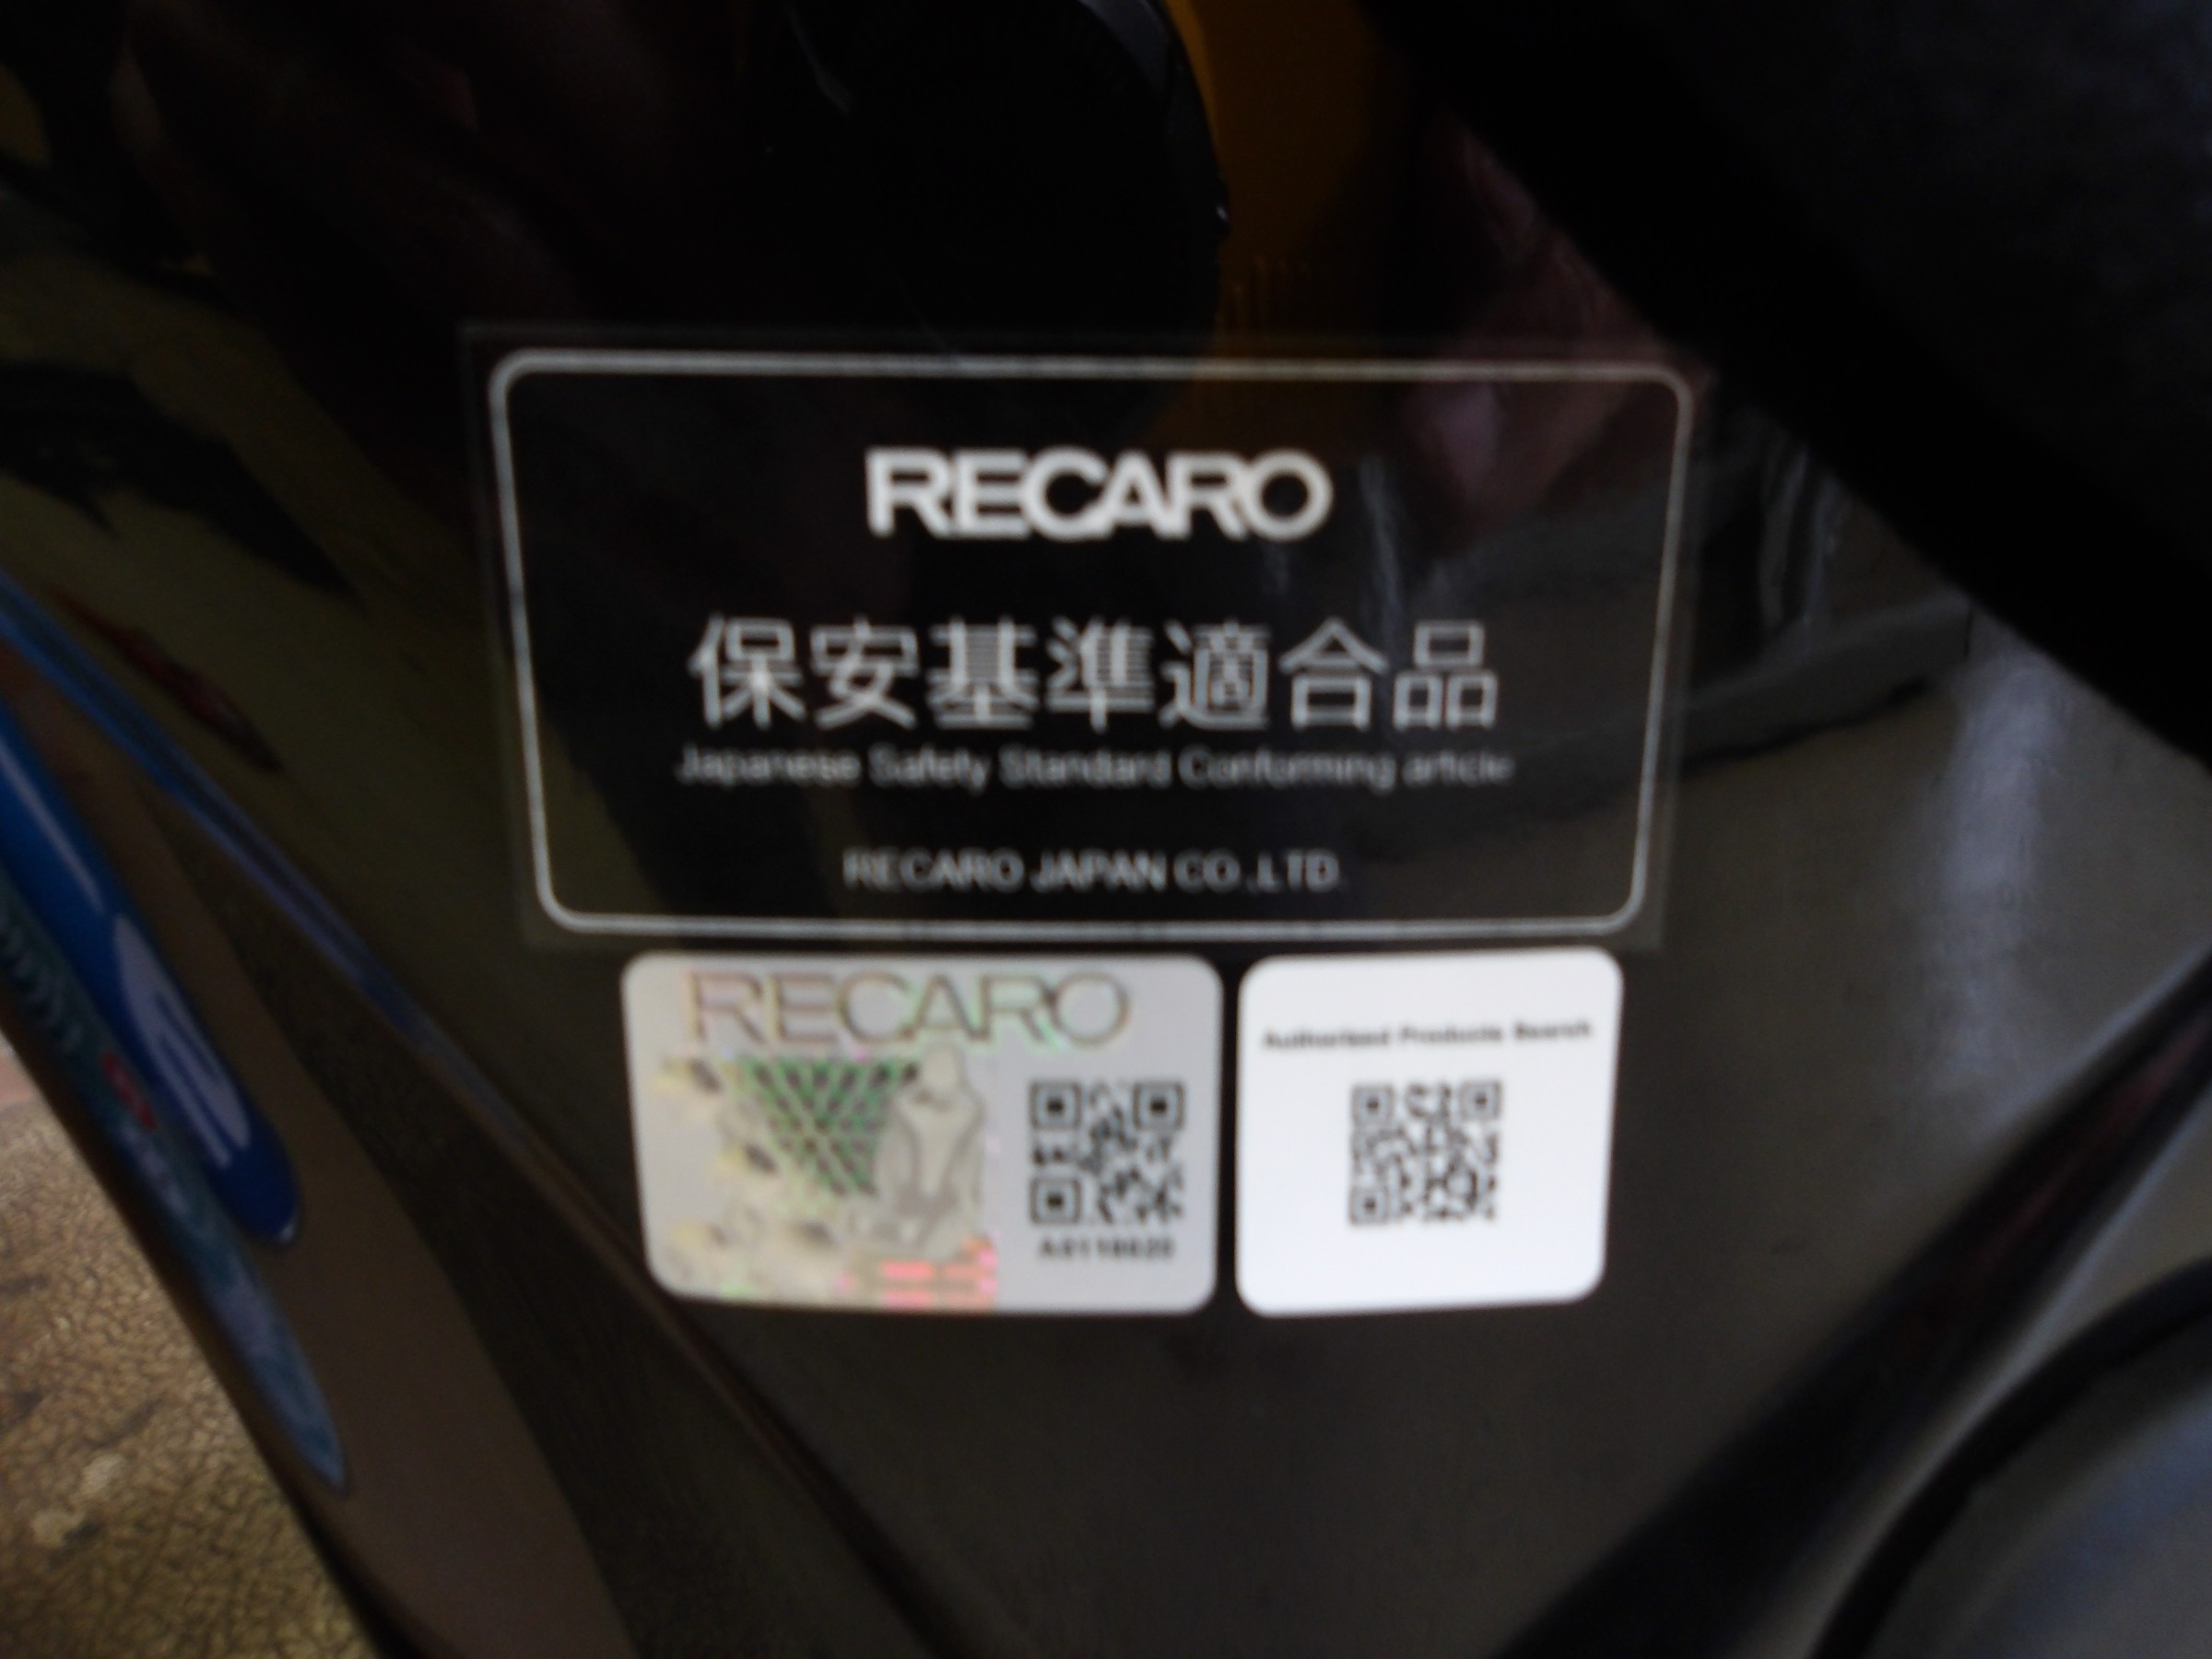 RECARO
保安基準適合品
Japanese Safety Standard Conforming article
RECARO JAPAN CO.,LTD.
RECARO
Authorized Products Search